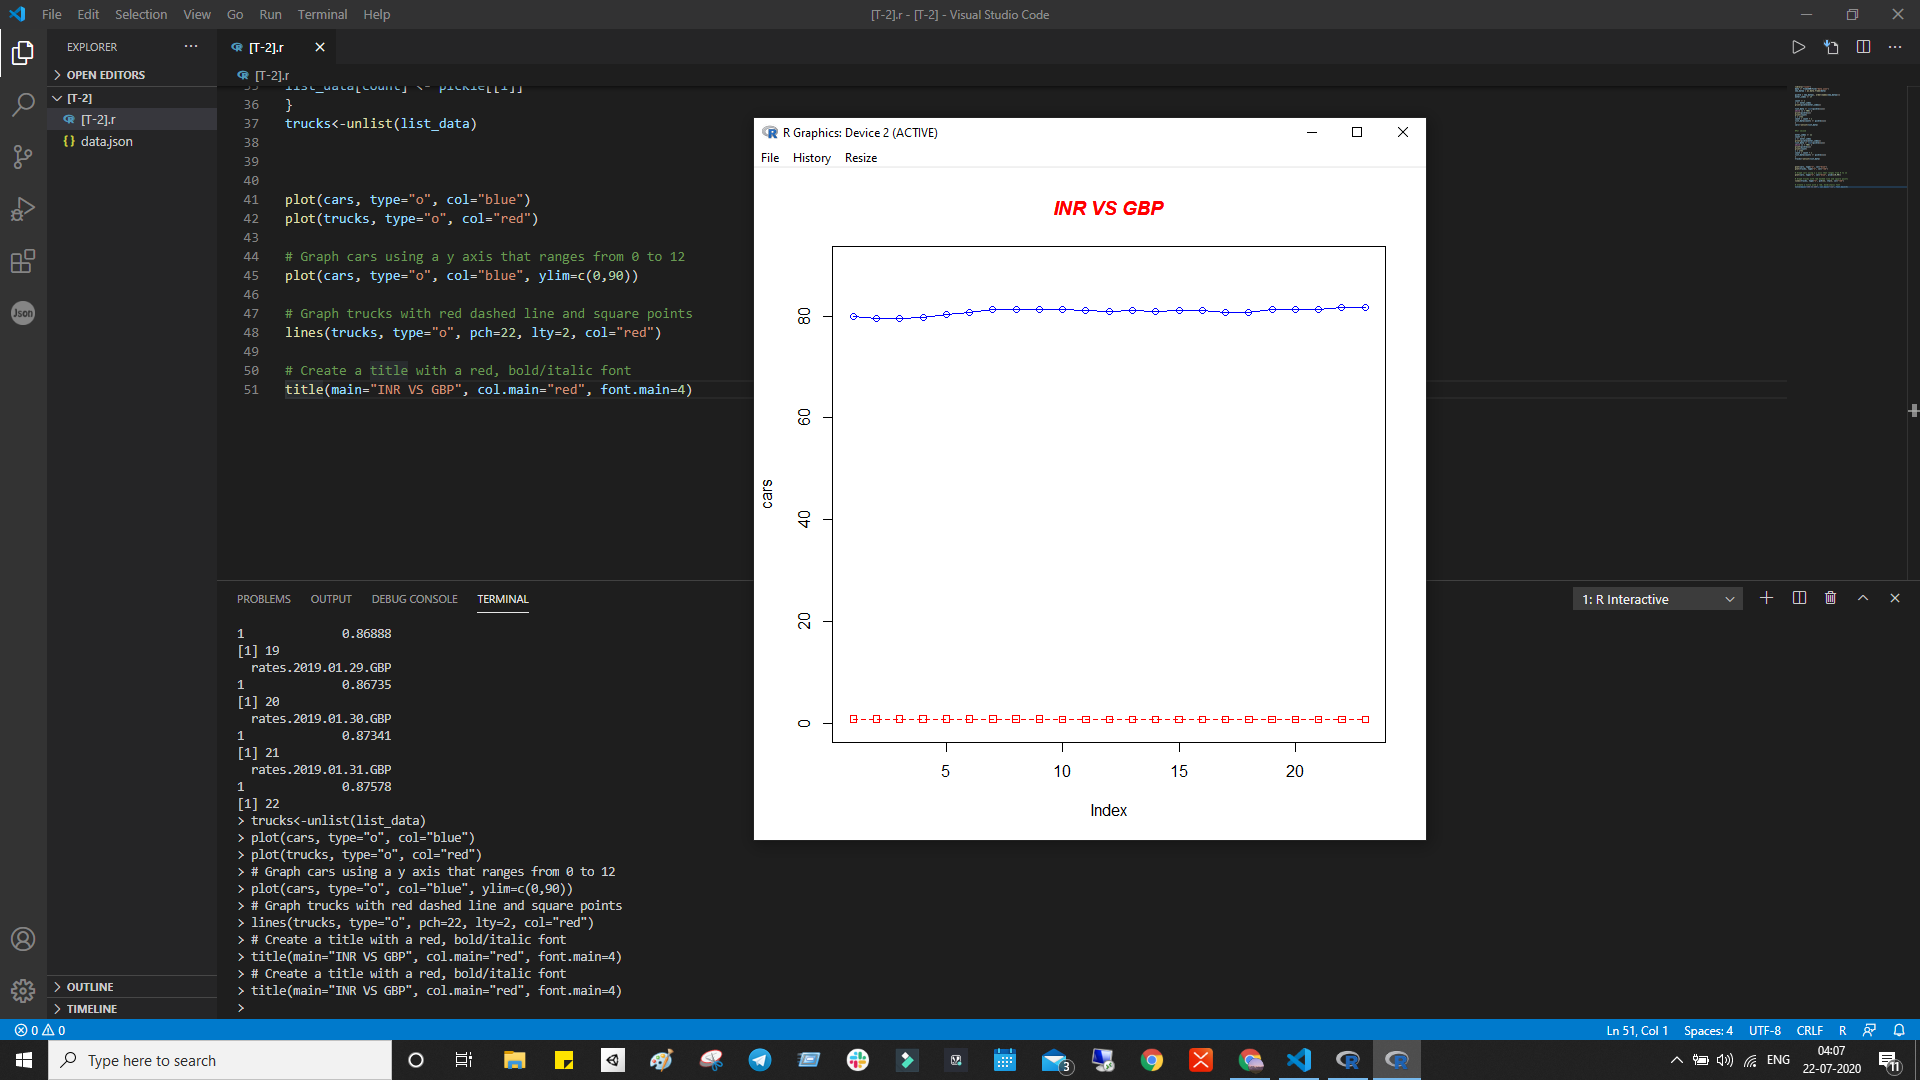 File Edit Selection View Go Run Terminal Help
[T-2].r - [T-2] - Visual Studio Code
EXPLORER
OPEN EDITORS
[T-2]
[T-2].r
data.json
OUTLINE
TIMELINE
Json
[T-2].r
[T-2].r
35 list_data[count] <- pickle[[i]]
36 }
37 trucks<-unlist(list_data)
38
39
40
41 plot(cars, type="o", col="blue")
42 plot(trucks, type="o", col="red")
43
44 # Graph cars using a y axis that ranges from 0 to 12
45 plot(cars, type="o", col="blue", ylim=c(0,90))
46
47 # Graph trucks with red dashed line and square points
48 lines(trucks, type="o", pch=22, lty=2, col="red")
49
50 # Create a title with a red, bold/italic font
51 title(main="INR VS GBP", col.main="red", font.main=4)
R Graphics: Device 2 (ACTIVE)
File History Resize
INR VS GBP
cars
80
60
40
20
0
5 10 15 20
Index
PROBLEMS OUTPUT DEBUG CONSOLE TERMINAL
1: R Interactive
1 0.86888
[1] 19
rates.2019.01.29.GBP
1 0.86735
[1] 20
rates.2019.01.30.GBP
1 0.87341
[1] 21
rates.2019.01.31.GBP
1 0.87578
[1] 22
> trucks<-unlist(list_data)
> plot(cars, type="o", col="blue")
> plot(trucks, type="o", col="red")
> # Graph cars using a y axis that ranges from 0 to 12
> plot(cars, type="o", col="blue", ylim=c(0,90))
> # Graph trucks with red dashed line and square points
> lines(trucks, type="o", pch=22, lty=2, col="red")
> # Create a title with a red, bold/italic font
> title(main="INR VS GBP", col.main="red", font.main=4)
> # Create a title with a red, bold/italic font
> title(main="INR VS GBP", col.main="red", font.main=4)
>
0 0
Ln 51, Col 1 Spaces: 4 UTF-8 CRLF R
Type here to search
3
ENG
04:07
22-07-2020
11